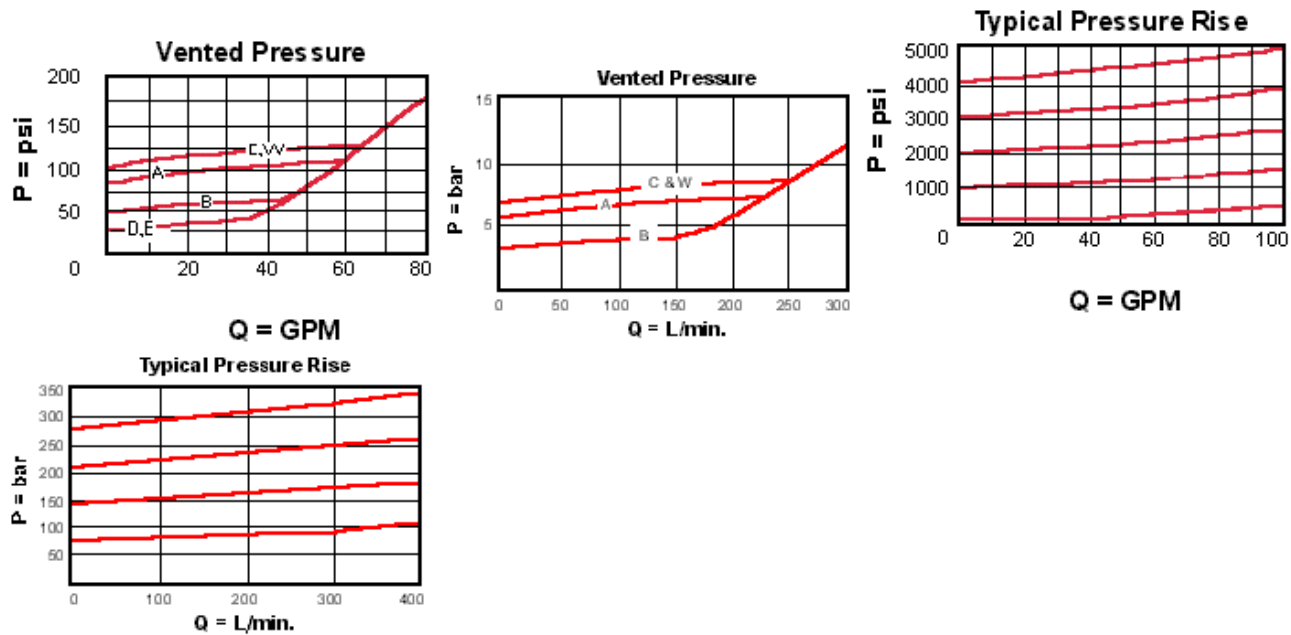 Vented Pressure
200
150
100
50
0
20
40
60
80
P = psi
A
B
D,E
Q = GPM
Vented Pressure
15
10
5
0
50
100
150
200
250
300
P = bar
C & W
A
B
Q = L/min.
Typical Pressure Rise
5000
4000
3000
2000
1000
0
20
40
60
80
100
P = psi
Q = GPM
Typical Pressure Rise
350
300
250
200
150
100
50
0
100
200
300
400
P = bar
Q = L/min.